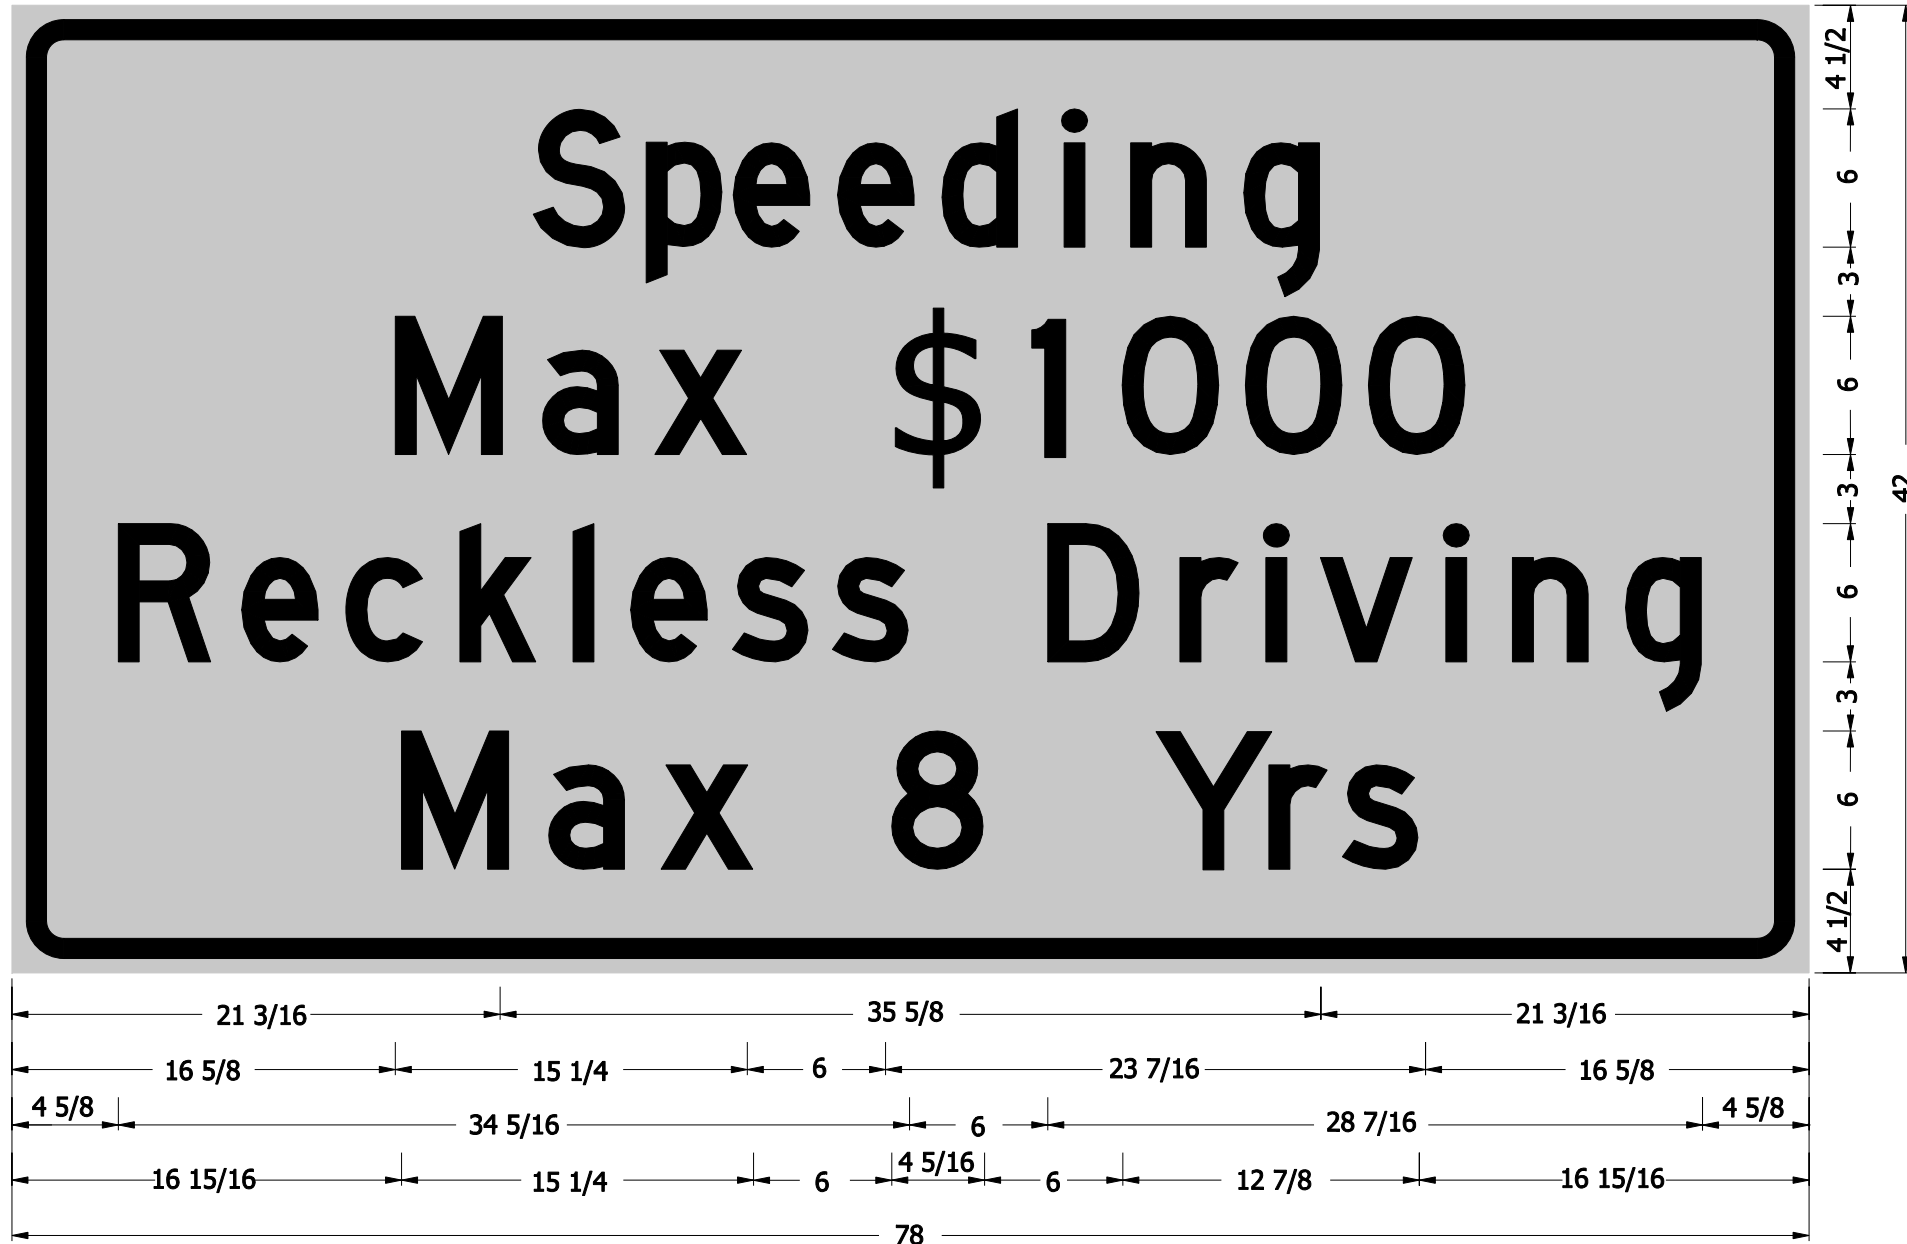 Speeding
Max $1000
Reckless Driving
Max 8 Yrs
4 1/2
6
3
6
3
6
3
6
4 1/2
42
21 3/16 35 5/8 21 3/16
16 5/8 15 1/4 6 23 7/16 16 5/8
4 5/8 34 5/16 6 28 7/16 4 5/8
16 15/16 15 1/4 6 4 5/16 6 12 7/8 16 15/16
78